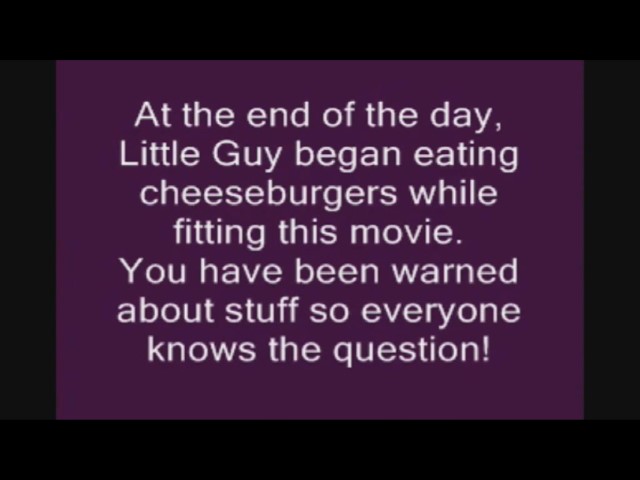 At the end of the day,
Little Guy began eating
cheeseburgers while
fitting this movie.
You have been warned
about stuff so everyone
knows the question!